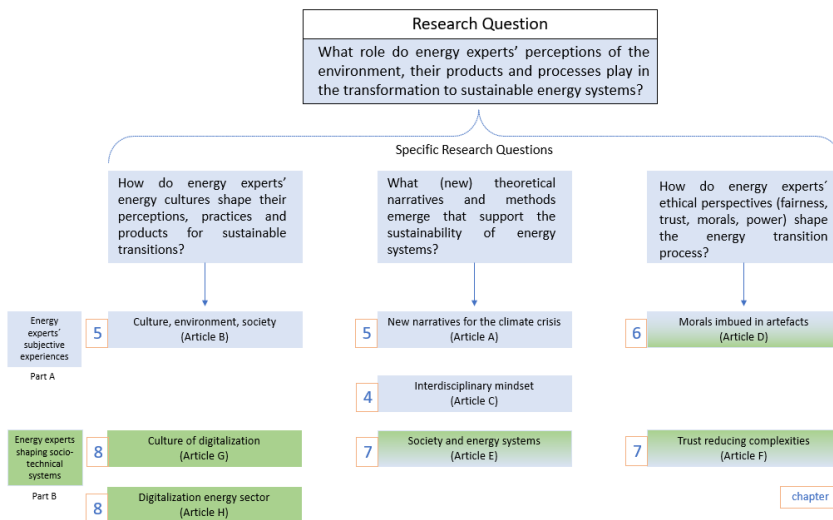 Research Question
What role do energy experts’ perceptions of the
environment, their products and processes play in
the transformation to sustainable energy systems?
Specific Research Questions
How do energy experts’
energy cultures shape their
perceptions, practices and
products for sustainable
transitions?
What (new) theoretical
narratives and methods
emerge that support the
sustainability of energy
systems?
How do energy experts´
ethical perspectives (fairness,
trust, morals, power) shape
the energy transition
process?
Energy
experts´
subjective
experiences
Part A
5
Culture, environment, society
(Article B)
5
New narratives for the climate crisis
(Article A)
6
Morals imbued in artefacts
(Article D)
4
Interdisciplinary mindset
(Article C)
Energy experts
shaping socio-
technical
systems
Part B
8
Culture of digitalization
(Article G)
7
Society and energy systems
(Article E)
7
Trust reducing complexities
(Article F)
8
Digitalization energy sector
(Article H)
chapter